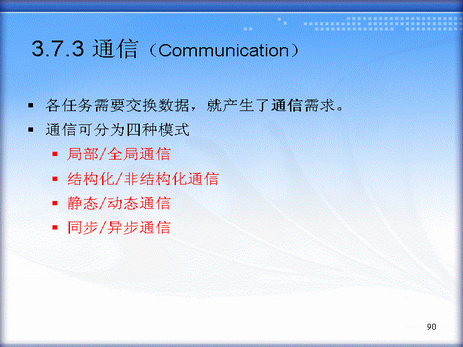 3.7.3 通信（Communication）
▪ 各任务需要交换数据，就产生了通信需求。
▪ 通信可分为四种模式
▪ 局部/全局通信
▪ 结构化/非结构化通信
▪ 静态/动态通信
▪ 同步/异步通信
90